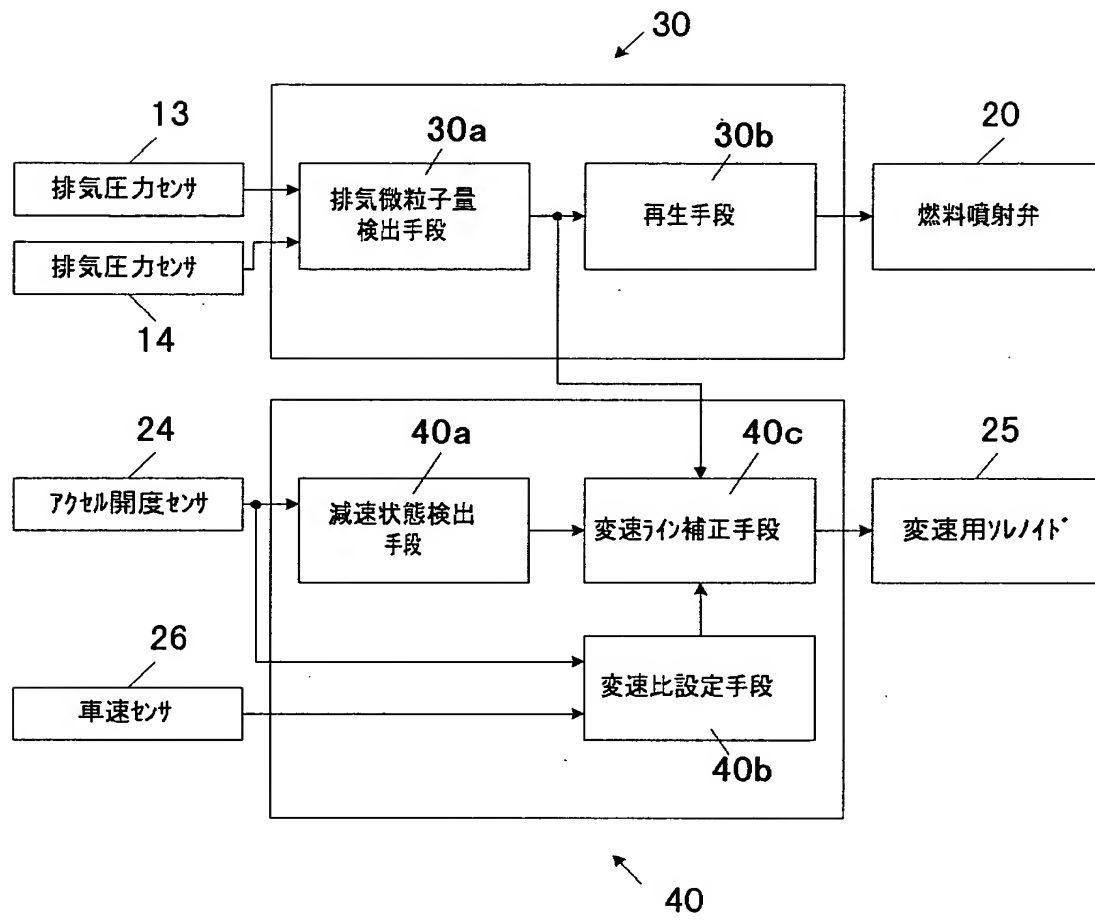 30
13
30a
30b
20
排気圧力ｾﾝｻ
排気微粒子量
検出手段
再生手段
燃料噴射弁
排気圧力ｾﾝｻ
14
24
40a
40c
25
ｱｸｾﾙ開度ｾﾝｻ
減速状態検出
手段
変速ﾗｲﾝ補正手段
変速用ｿﾚﾉｲﾄﾞ
26
車速ｾﾝｻ
変速比設定手段
40b
40